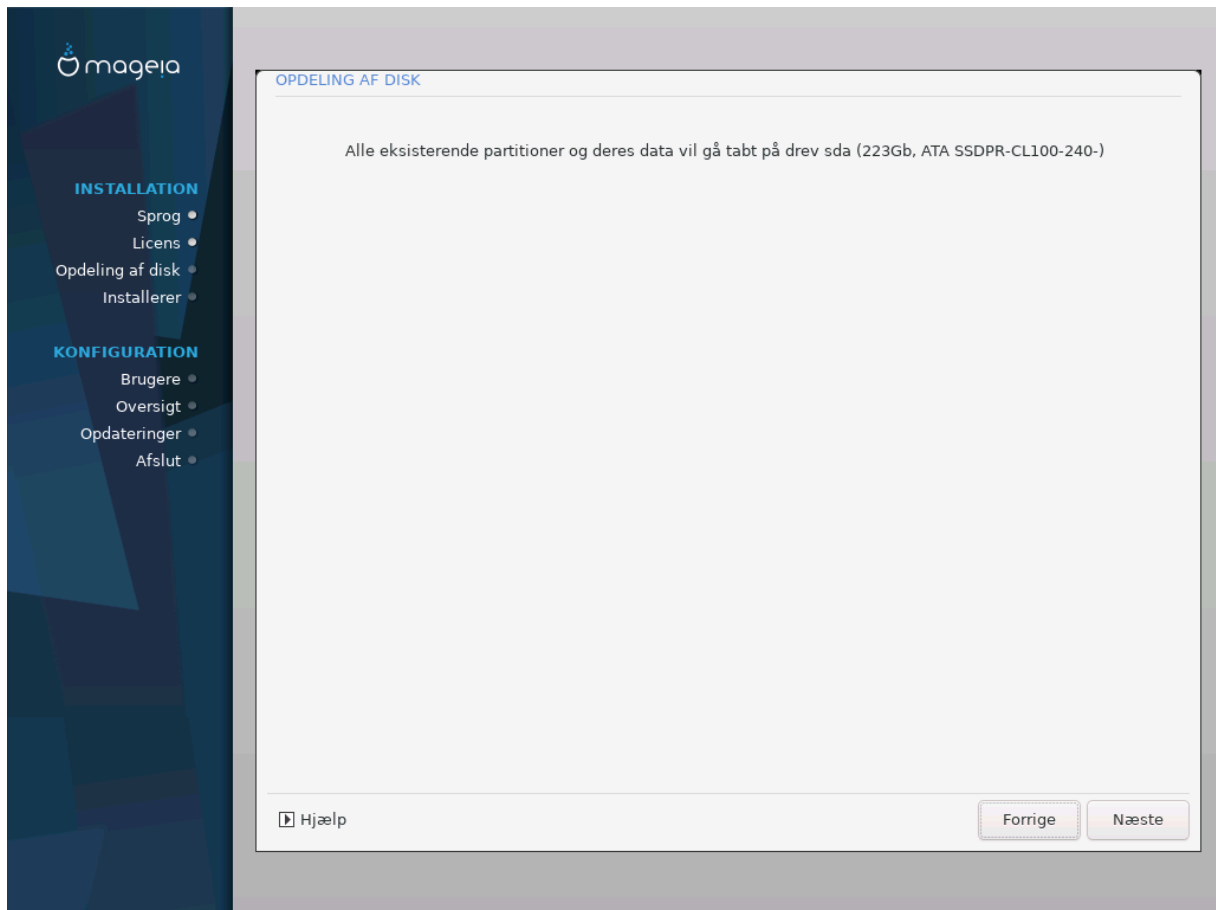 mageia
INSTALLATION
Sprog
Licens
Opdeling af disk
Installerer
KONFIGURATION
Brugere
Oversigt
Opdateringer
Afslut
OPDELING AF DISK
Alle eksisterende partitioner og deres data vil gå tabt på drev sda (223Gb, ATA SSDPR-CL100-240-)
Hjælp
Forrige
Næste